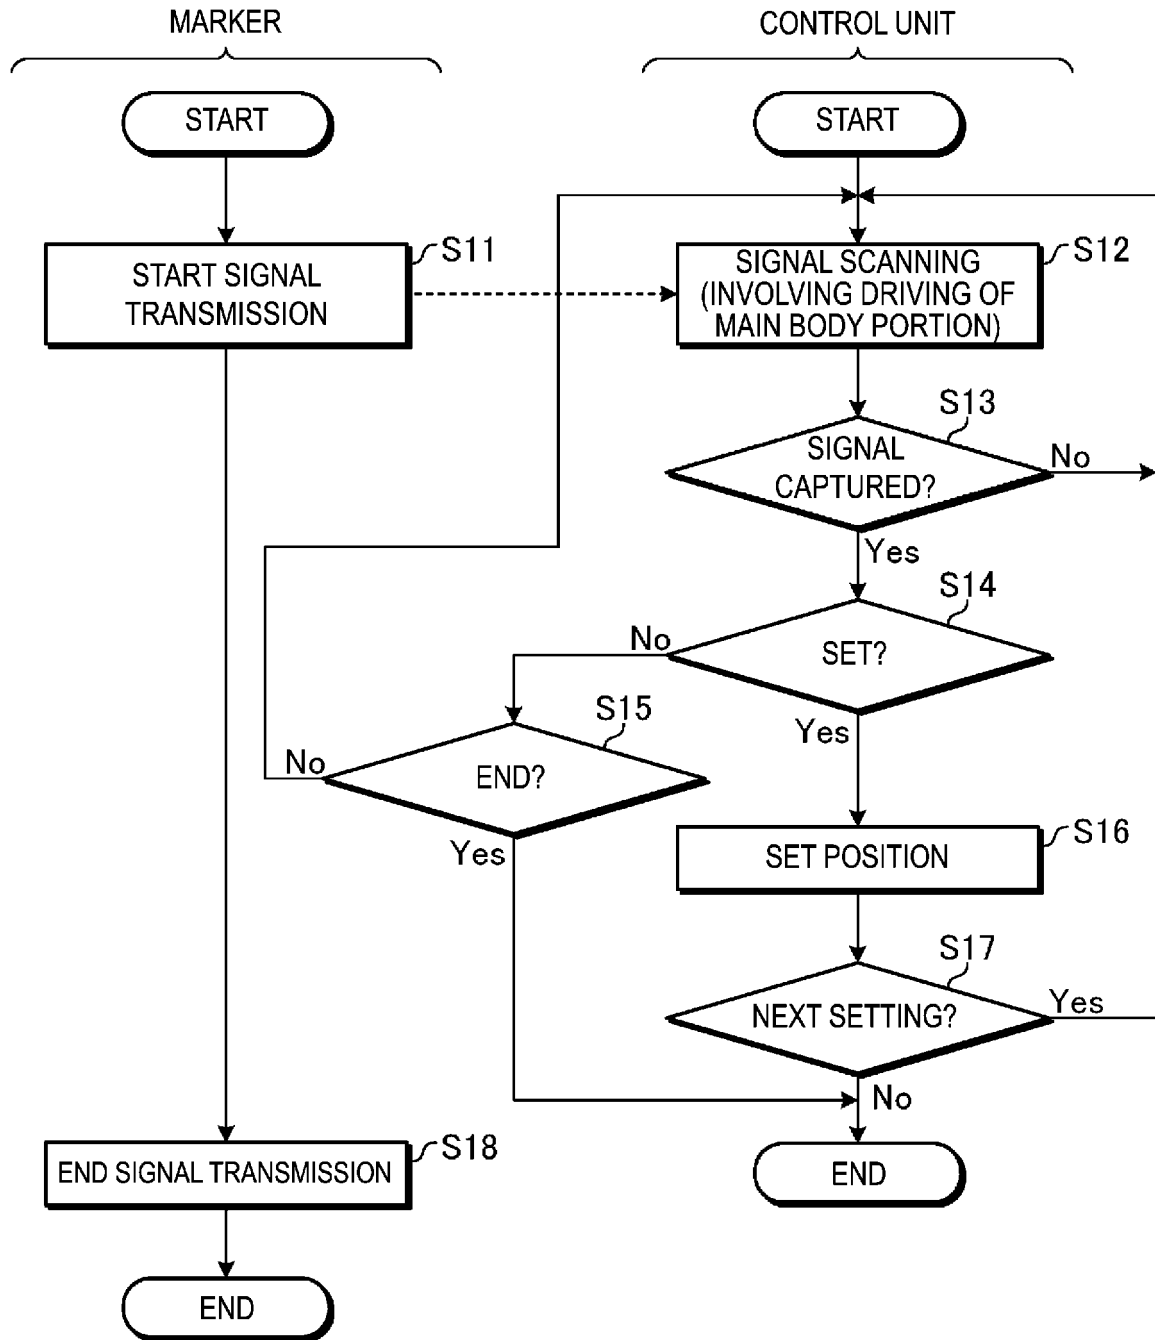 MARKER
CONTROL UNIT
START
START
START SIGNAL
TRANSMISSION
S11
SIGNAL SCANNING
(INVOLVING DRIVING OF
MAIN BODY PORTION)
S12
S13
SIGNAL
CAPTURED?
No
Yes
S14
SET?
No
Yes
S15
END?
No
Yes
SET POSITION
S16
S17
NEXT SETTING?
Yes
No
END SIGNAL TRANSMISSION
S18
END
END